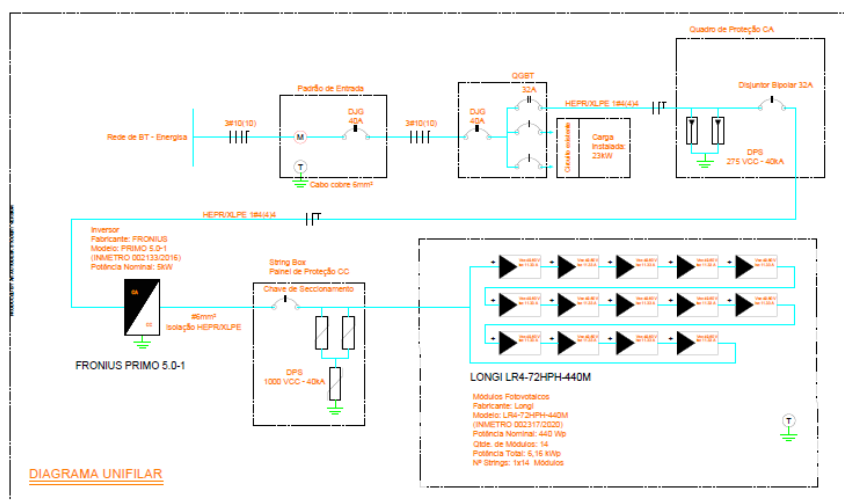 Quadro de Proteção CA
Padrão de Entrada
QGBT
32A
Disjuntor Bipolar 32A
HEPR/XLPE 1#4(4)4
3#10(10)
DJG
40A
3#10(10)
DJG
40A
Rede de BT - Energisa
M
Circuito existente
Carga
Instalada:
23kW
DPS
275 VCC - 40kA
T
Cabo cobre 6mm²
HEPR/XLPE 1#4(4)4
Inversor
Fabricante: FRONIUS
Modelo: PRIMO 5.0-1
(INMETRO 002133/2016)
Potência Nominal: 5kW
String Box
Painel de Proteção CC
Chave de Seccionamento
CA
CC
#6mm²
Isolação HEPR/XLPE
FRONIUS PRIMO 5.0-1
DPS
1000 VCC - 40kA
LONGI LR4-72HPH-440M
Módulos Fotovoltaicos
Fabricante: Longi
Modelo: LR4-72HPH-440M
(INMETRO 002317/2020)
Potência Nominal: 440 Wp
Qtde. de Módulos: 14
Potência Total: 6,16 kWp
Nº Strings: 1x14 Módulos
T
DIAGRAMA UNIFILAR